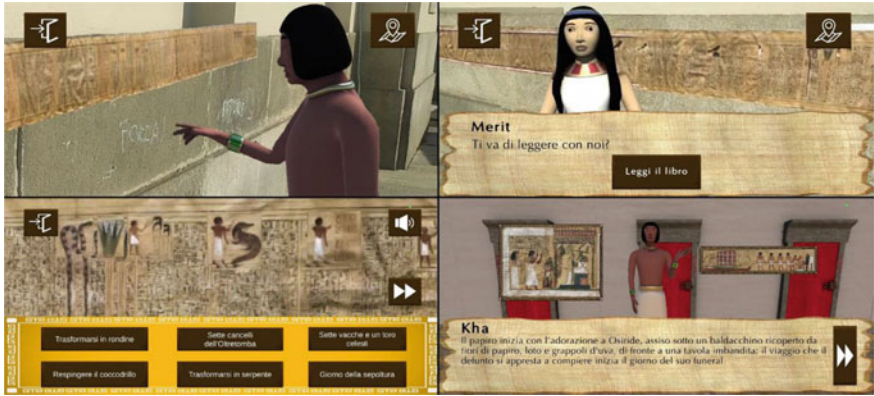 FORZA
Merit
Ti va di leggere con noi?
Leggi il libro
Trasformarsi in rondine
Sette cancelli
dell'Oltretomba
Sette vacche e un toro
celesti
Respingere il coccodrillo
Trasformarsi in serpente
Giorno della sepoltura
Kha
Il papiro inizia con l'adorazione a Osiride, assiso sotto un baldacchino ricoperto da
fiori di papiro, loto e grappoli d'uva, di fronte a una tavola imbandita: il viaggio che il
defunto si appresta a compiere inizia il giorno del suo funeral